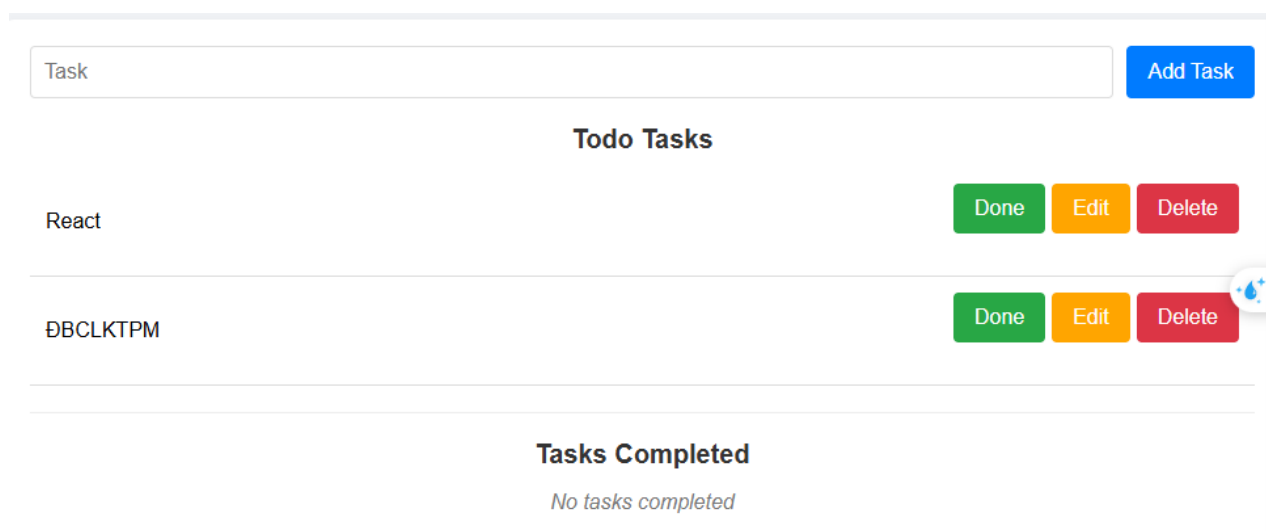 Task Add Task
Todo Tasks
React Done Edit Delete
ĐBCLKTPM Done Edit Delete
Tasks Completed
No tasks completed